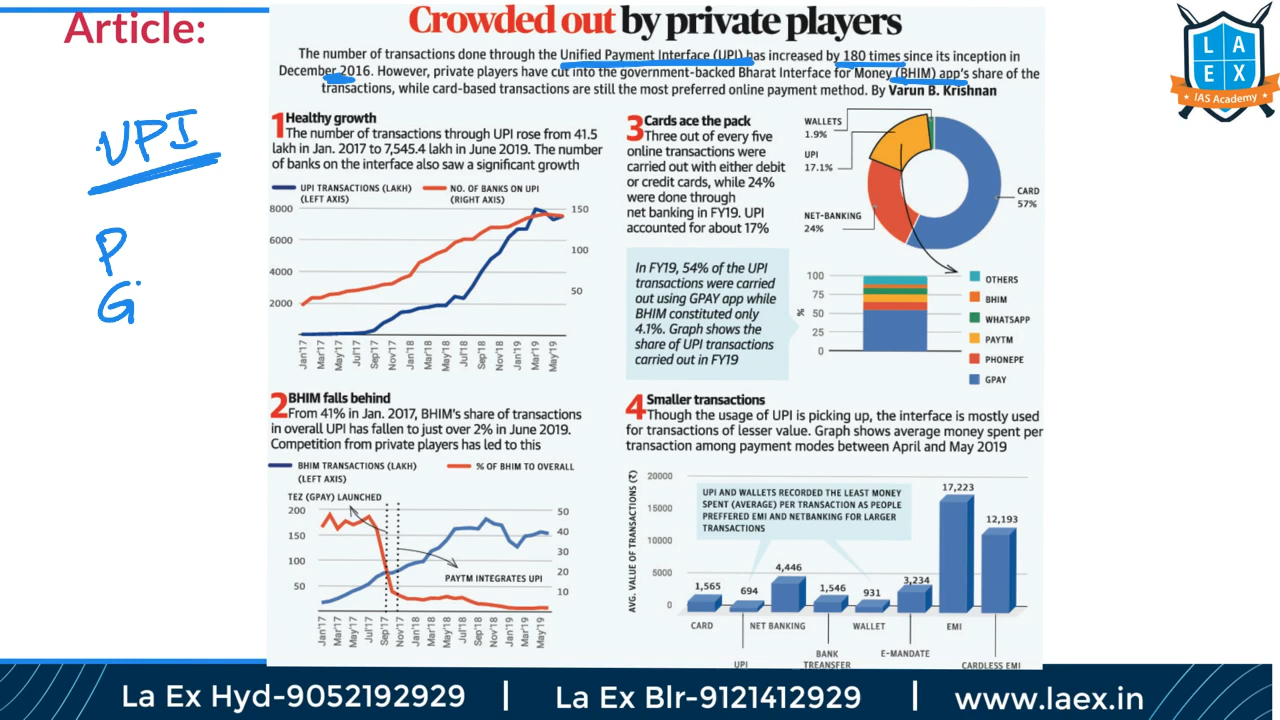 Article:
UPI
P
G
Crowded out by private players
The number of transactions done through the Unified Payment Interface (UPI) has increased by 180 times since its inception in
December 2016. However, private players have cut into the government-backed Bharat Interface for Money (BHIM) app's share of the
transactions, while card-based transactions are still the most preferred online payment method. By Varun B. Krishnan
L A
E X
IAS Academy
1 Healthy growth
The number of transactions through UPI rose from 41.5
lakh in Jan. 2017 to 7,545.4 lakh in June 2019. The number
of banks on the interface also saw a significant growth
UPI TRANSACTIONS (LAKH)
(LEFT AXIS)
NO. OF BANKS ON UPI
(RIGHT AXIS)
8000
6000
4000
2000
150
100
50
Jan'17
Mar'17
May'17
Jul'17
Sep'17
Nov'17
Jan'18
Mar'18
May'18
Jul'18
Sep'18
Nov'18
Jan'19
Mar'19
May'19
2 BHIM falls behind
From 41% in Jan. 2017, BHIM's share of transactions
in overall UPI has fallen to just over 2% in June 2019.
Competition from private players has led to this
BHIM TRANSACTIONS (LAKH)
(LEFT AXIS)
% OF BHIM TO OVERALL
TEZ (GPAY) LAUNCHED
200
150
100
50
50
40
30
20
10
PAYTM INTEGRATES UPI
Jan'17
Mar'17
May'17
Jul'17
Sep'17
Nov'17
Jan'18
Mar'18
May'18
Jul'18
Sep'18
Nov'18
Jan'19
Mar'19
May'19
3 Cards ace the pack
Three out of every five
online transactions were
carried out with either debit
or credit cards, while 24%
were done through
net banking in FY19. UPI
accounted for about 17%
WALLETS
1.9%
UPI
17.1%
NET-BANKING
24%
CARD
57%
In FY19, 54% of the UPI
transactions were carried
out using GPAY app while
BHIM constituted only
4.1%. Graph shows the
share of UPI transactions
carried out in FY19
%
100
75
50
25
0
OTHERS
BHIM
WHATSAPP
PAYTM
PHONEPE
GPAY
4 Smaller transactions
Though the usage of UPI is picking up, the interface is mostly used
for transactions of lesser value. Graph shows average money spent per
transaction among payment modes between April and May 2019
AVG. VALUE OF TRANSACTIONS (₹)
20000
15000
10000
5000
0
UPI AND WALLETS RECORDED THE LEAST MONEY
SPENT (AVERAGE) PER TRANSACTION AS PEOPLE
PREFFERED EMI AND NETBANKING FOR LARGER
TRANSACTIONS
1,565
694
4,446
1,546
931
3,234
17,223
12,193
CARD
UPI
NET BANKING
BANK
TREANSFER
WALLET
E-MANDATE
EMI
CARDLESS EMI
La Ex Hyd-9052192929 | La Ex Blr-9121412929 | www.laex.in